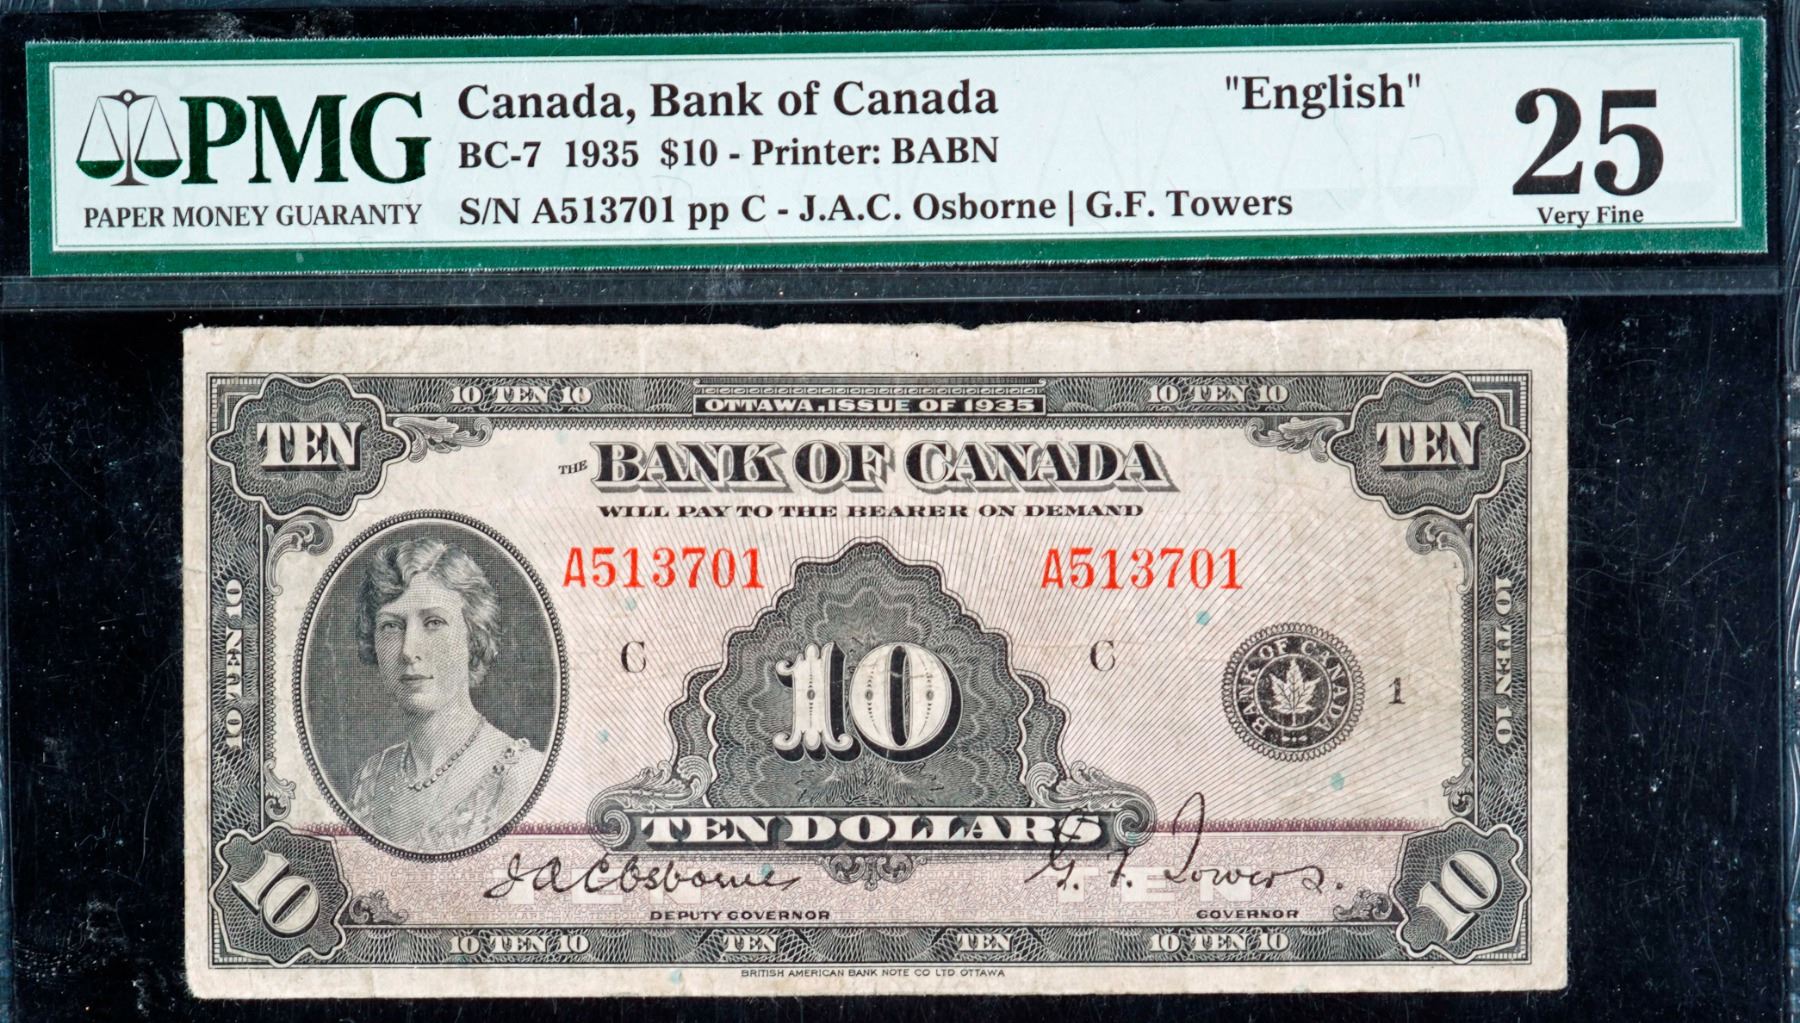 PMG
PAPER MONEY GUARANTY
Canada, Bank of Canada
BC-7 1935 $10 - Printer: BABN
S/N A513701 pp C - J.A.C. Osborne | G.F. Towers
"English"
25
Very Fine
10 TEN 10
OTTAWA, ISSUE OF 1935
10 TEN 10
TEN
TEN
THE BANK OF CANADA
WILL PAY TO THE BEARER ON DEMAND
A513701
A513701
C
C
10 TEN 10
10
BANK OF CANADA
1
10 TEN 10
TEN DOLLARS
10
J A C Osborne
G. F. Towers.
10
TEN
TEN
DEPUTY GOVERNOR
GOVERNOR
10 TEN 10
TEN
TEN
10 TEN 10
BRITISH AMERICAN BANK NOTE CO LTD OTTAWA